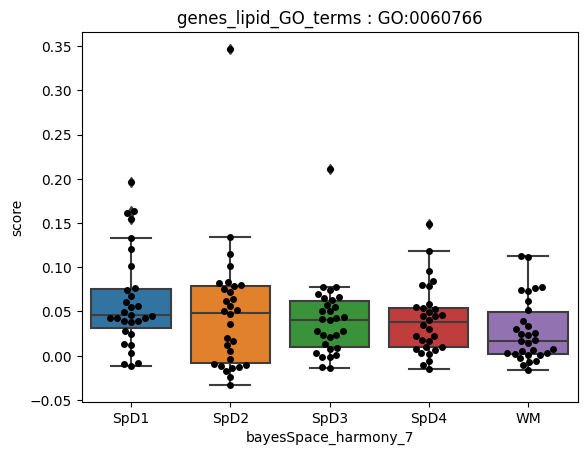 genes_lipid_GO_terms : GO:0060766
0.35
0.30
0.25
0.20
0.15
0.10
0.05
0.00
−0.05
score
SpD1 SpD2 SpD3 SpD4 WM
bayesSpace_harmony_7